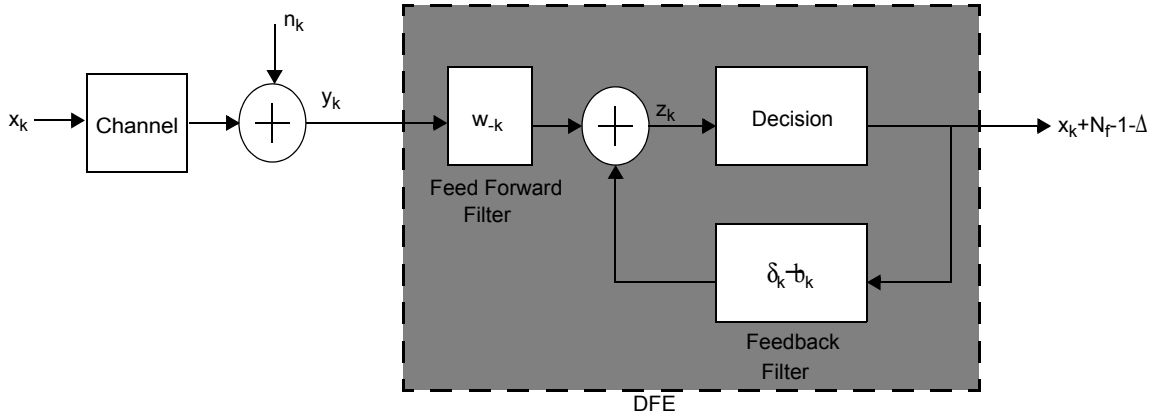 n_k
x_k
Channel
y_k
w_-k
z_k
Decision
x_k+N_f-1-Δ
Feed Forward
Filter
δ_k-b_k
Feedback
Filter
DFE